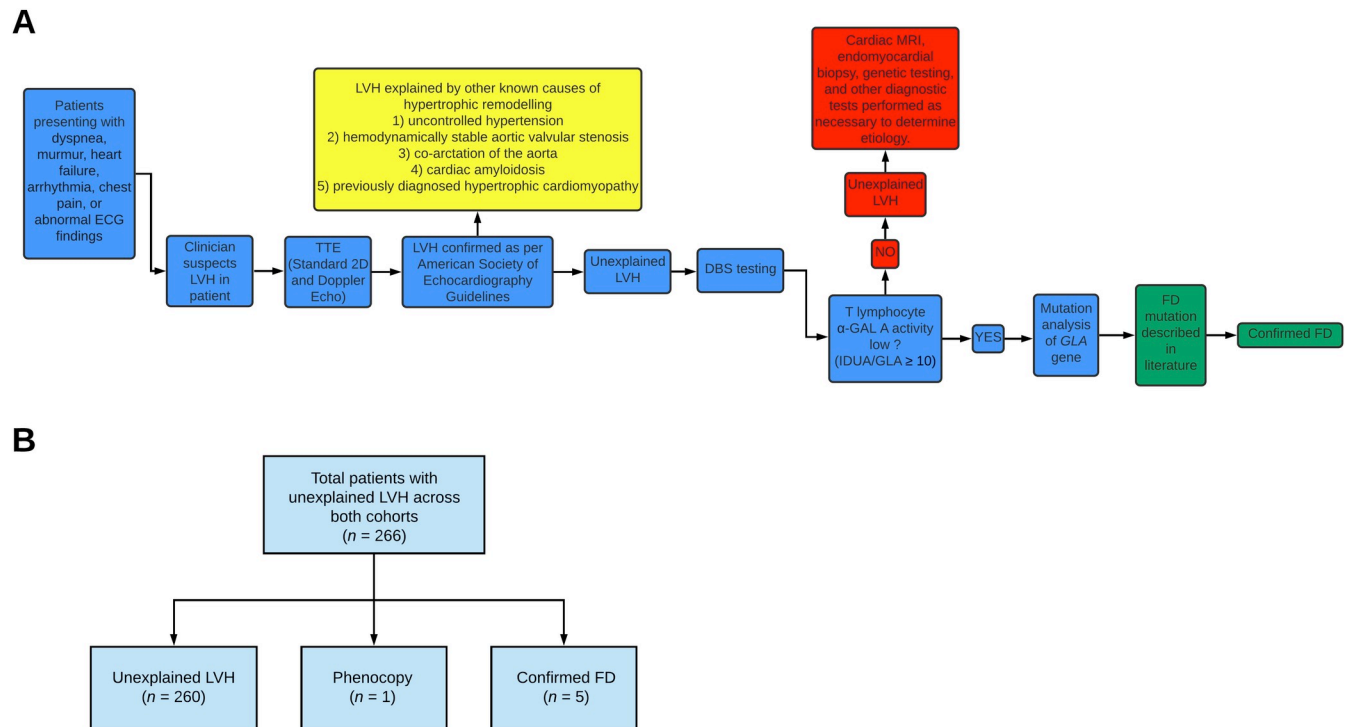 A
Patients
presenting with
dyspnea,
murmur, heart
failure,
arrhythmia, chest
pain, or
abnormal ECG
findings
Clinician
suspects
LVH in
patient
TTE
(Standard 2D
and Doppler
Echo)
LVH explained by other known causes of
hypertrophic remodelling
1) uncontrolled hypertension
2) hemodynamically stable aortic valvular stenosis
3) co-arctation of the aorta
4) cardiac amyloidosis
5) previously diagnosed hypertrophic cardiomyopathy
LVH confirmed as per
American Society of
Echocardiography
Guidelines
Unexplained
LVH
DBS testing
Cardiac MRI,
endomyocardial
biopsy, genetic testing,
and other diagnostic
tests performed as
necessary to determine
etiology.
Unexplained
LVH
NO
T lymphocyte
α-GAL A activity
low ?
(IDUA/GLA ≥ 10)
YES
Mutation
analysis
of GLA
gene
FD
mutation
described
in
literature
Confirmed FD
B
Total patients with
unexplained LVH across
both cohorts
(n = 266)
Unexplained LVH
(n = 260)
Phenocopy
(n = 1)
Confirmed FD
(n = 5)